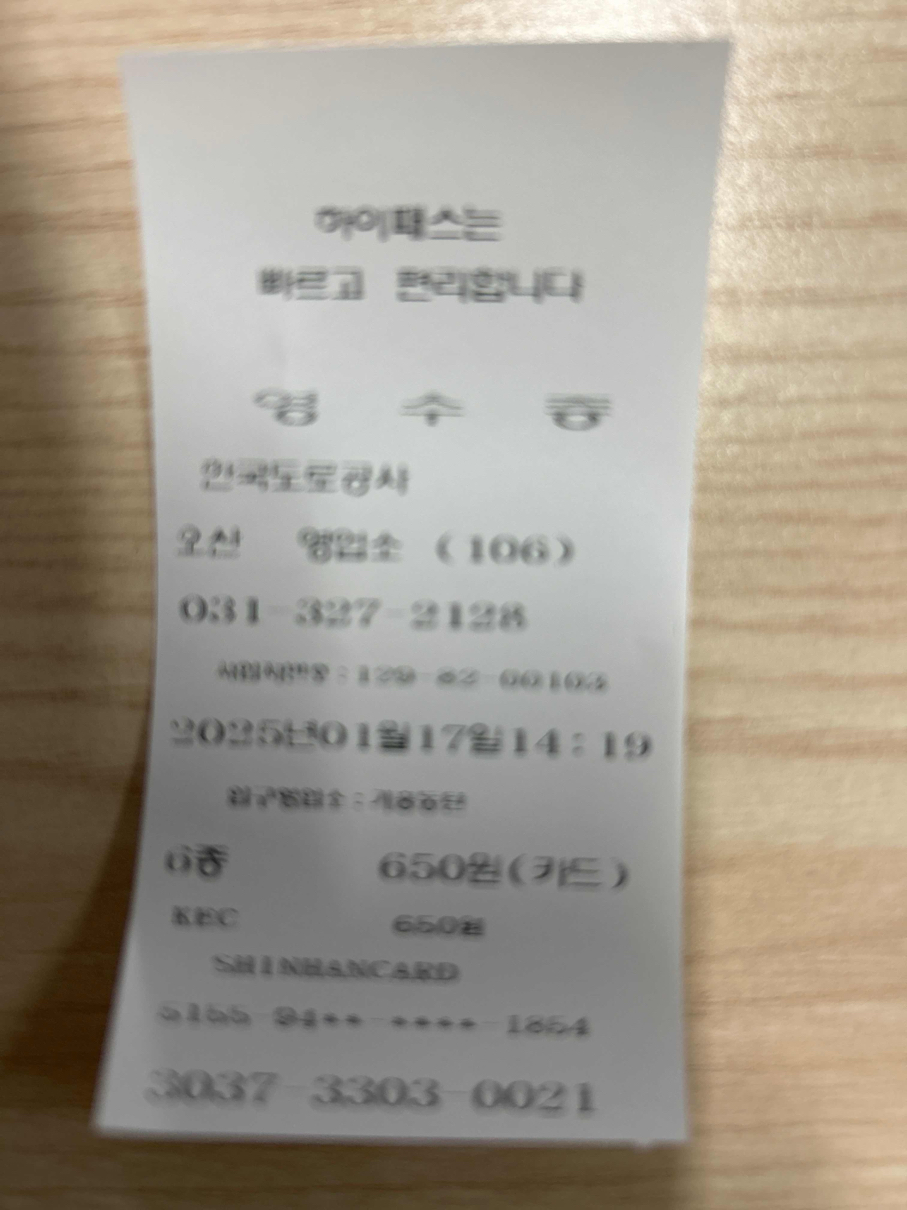 하이패스는
빠르고 편리합니다
영 수 증
한국도로공사
오산 영업소 (106)
031-327-2128
사업자번호:129-82-00103
2025년01월17일14:19
입구영업소:기흥동탄
6종 650원(카드)
KEC 650원
SHINHANCARD
5155-94**-****-1854
3037-3303-0021